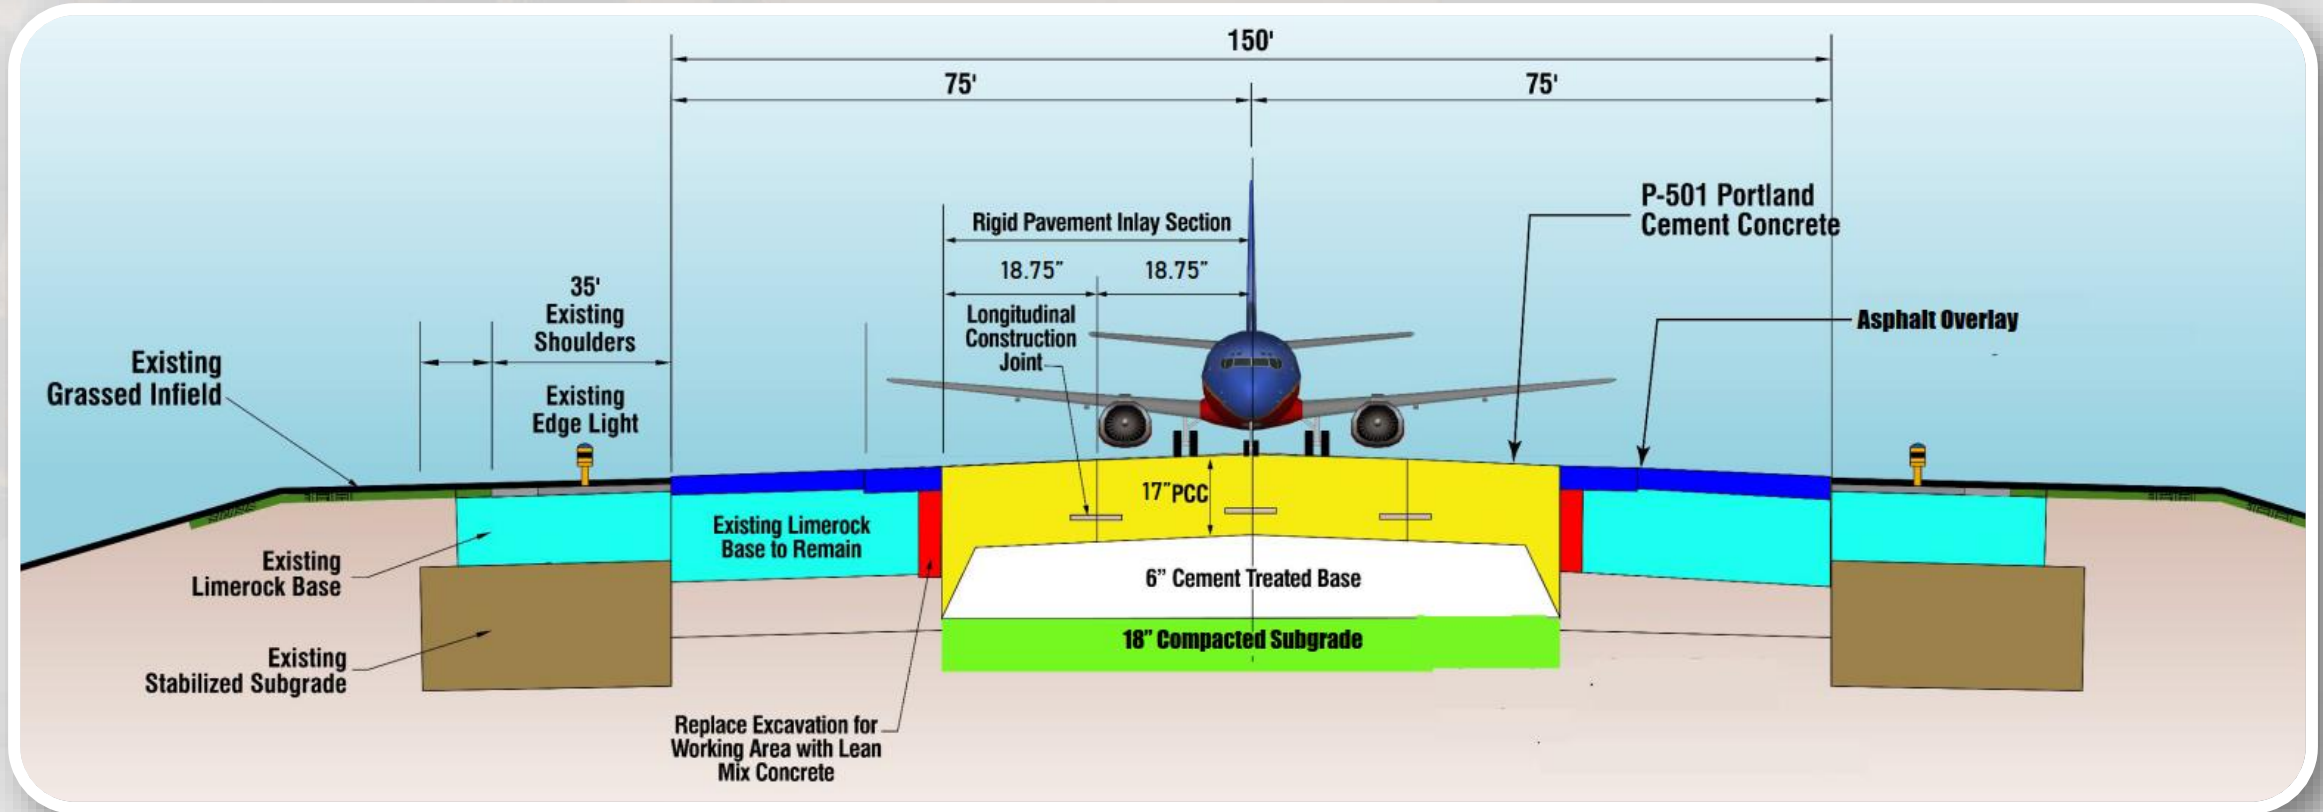 150'
75'
75'
P-501 Portland
Cement Concrete
Rigid Pavement Inlay Section
18.75”
18.75”
35'
Existing
Shoulders
Longitudinal
Construction
Joint
Asphalt Overlay
Existing
Grassed Infield
Existing
Edge Light
17”PCC
Existing Limerock
Base to Remain
Existing
Limerock Base
6” Cement Treated Base
18” Compacted Subgrade
Existing
Stabilized Subgrade
Replace Excavation for
Working Area with Lean
Mix Concrete